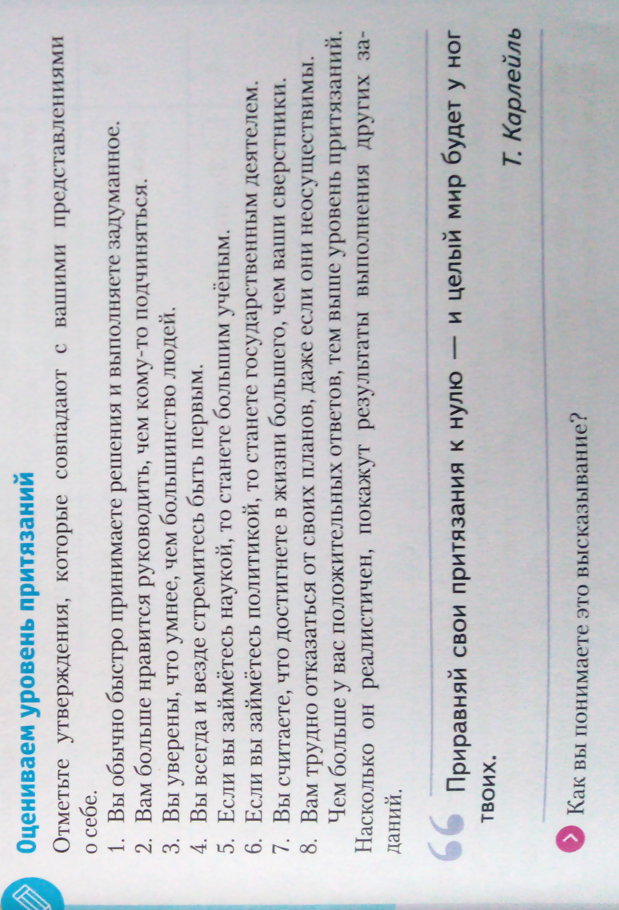 Оцениваем уровень притязаний
Отметьте утверждения, которые совпадают с вашими представлениями
о себе.
1. Вы обычно быстро принимаете решения и выполняете задуманное.
2. Вам больше нравится руководить, чем кому-то подчиняться.
3. Вы уверены, что умнее, чем большинство людей.
4. Вы всегда и везде стремитесь быть первым.
5. Если вы займётесь наукой, то станете большим учёным.
6. Если вы займётесь политикой, то станете государственным деятелем.
7. Вы считаете, что достигнете в жизни большего, чем ваши сверстники.
8. Вам трудно отказаться от своих планов, даже если они неосуществимы.
Чем больше у вас положительных ответов, тем выше уровень притязаний.
Насколько он реалистичен, покажут результаты выполнения других за-
даний.
Приравняй свои притязания к нулю — и целый мир будет у ног
твоих.
Т. Карлейль
Как вы понимаете это высказывание?